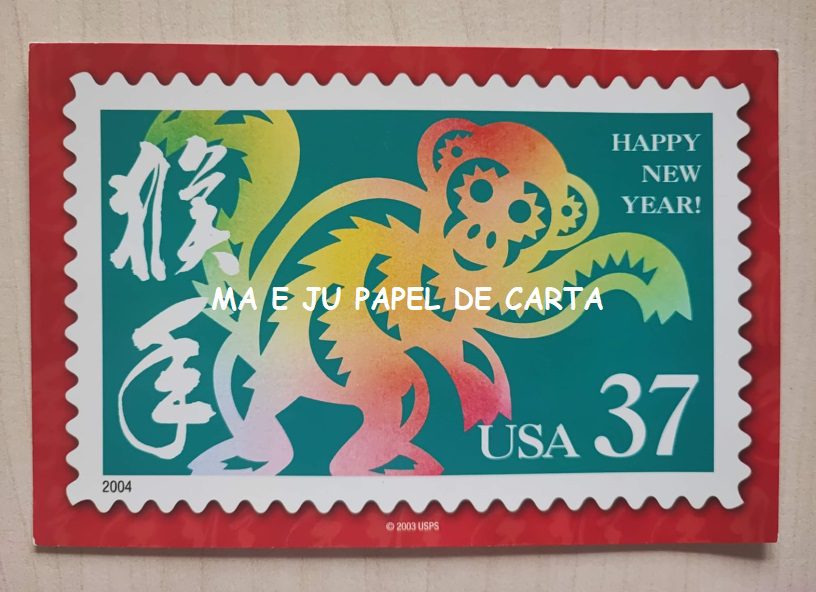 猴
年
HAPPY
NEW
YEAR!
MA E JU PAPEL DE CARTA
USA 37
2004
© 2003 USPS